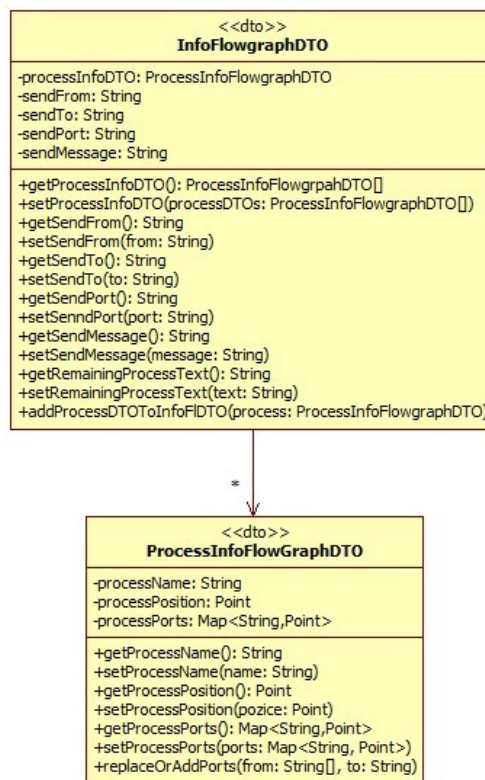 <<dto>>
InfoFlowgraphDTO
-processInfoDTO: ProcessInfoFlowgraphDTO
-sendFrom: String
-sendTo: String
-sendPort: String
-sendMessage: String
+getProcessInfoDTO(): ProcessInfoFlowgrpahDTO[]
+setProcessInfoDTO(processDTOs: ProcessInfoFlowgraphDTO[])
+getSendFrom(): String
+setSendFrom(from: String)
+getSendTo(): String
+setSendTo(to: String)
+getSendPort(): String
+setSenndPort(port: String)
+getSendMessage(): String
+setSendMessage(message: String)
+getRemainingProcessText(): String
+setRemainingProcessText(text: String)
+addProcessDTOToInfoFlDTO(process: ProcessInfoFlowgraphDTO)
*
<<dto>>
ProcessInfoFlowGraphDTO
-processName: String
-processPosition: Point
-processPorts: Map<String,Point>
+getProcessName(): String
+setProcessName(name: String)
+getProcessPosition(): Point
+setProcessPosition(pozice: Point)
+getProcessPorts(): Map<String,Point>
+setProcessPorts(ports: Map<String, Point>)
+replaceOrAddPorts(from: String[], to: String)